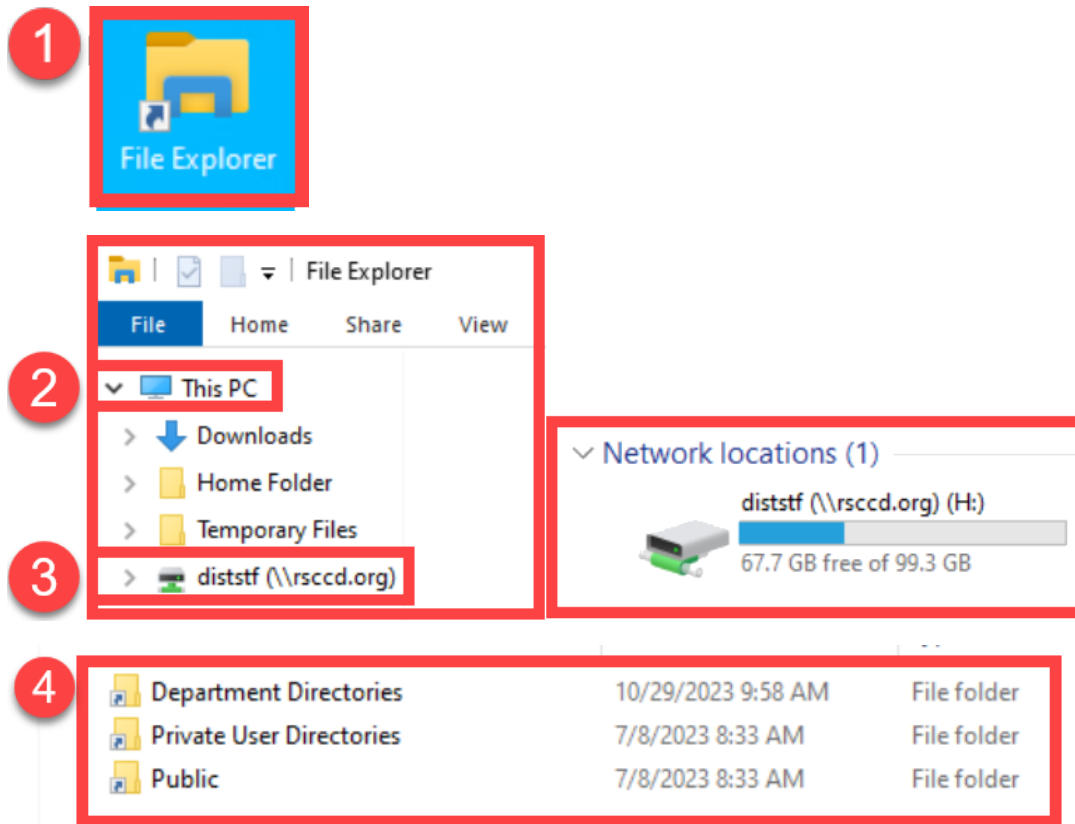 1
File Explorer
File Explorer
File Home Share View
2
This PC
Downloads
Home Folder
Temporary Files
3
diststf (\\rsccd.org)
Network locations (1)
diststf (\\rsccd.org) (H:)
67.7 GB free of 99.3 GB
4
Department Directories 10/29/2023 9:58 AM File folder
Private User Directories 7/8/2023 8:33 AM File folder
Public 7/8/2023 8:33 AM File folder